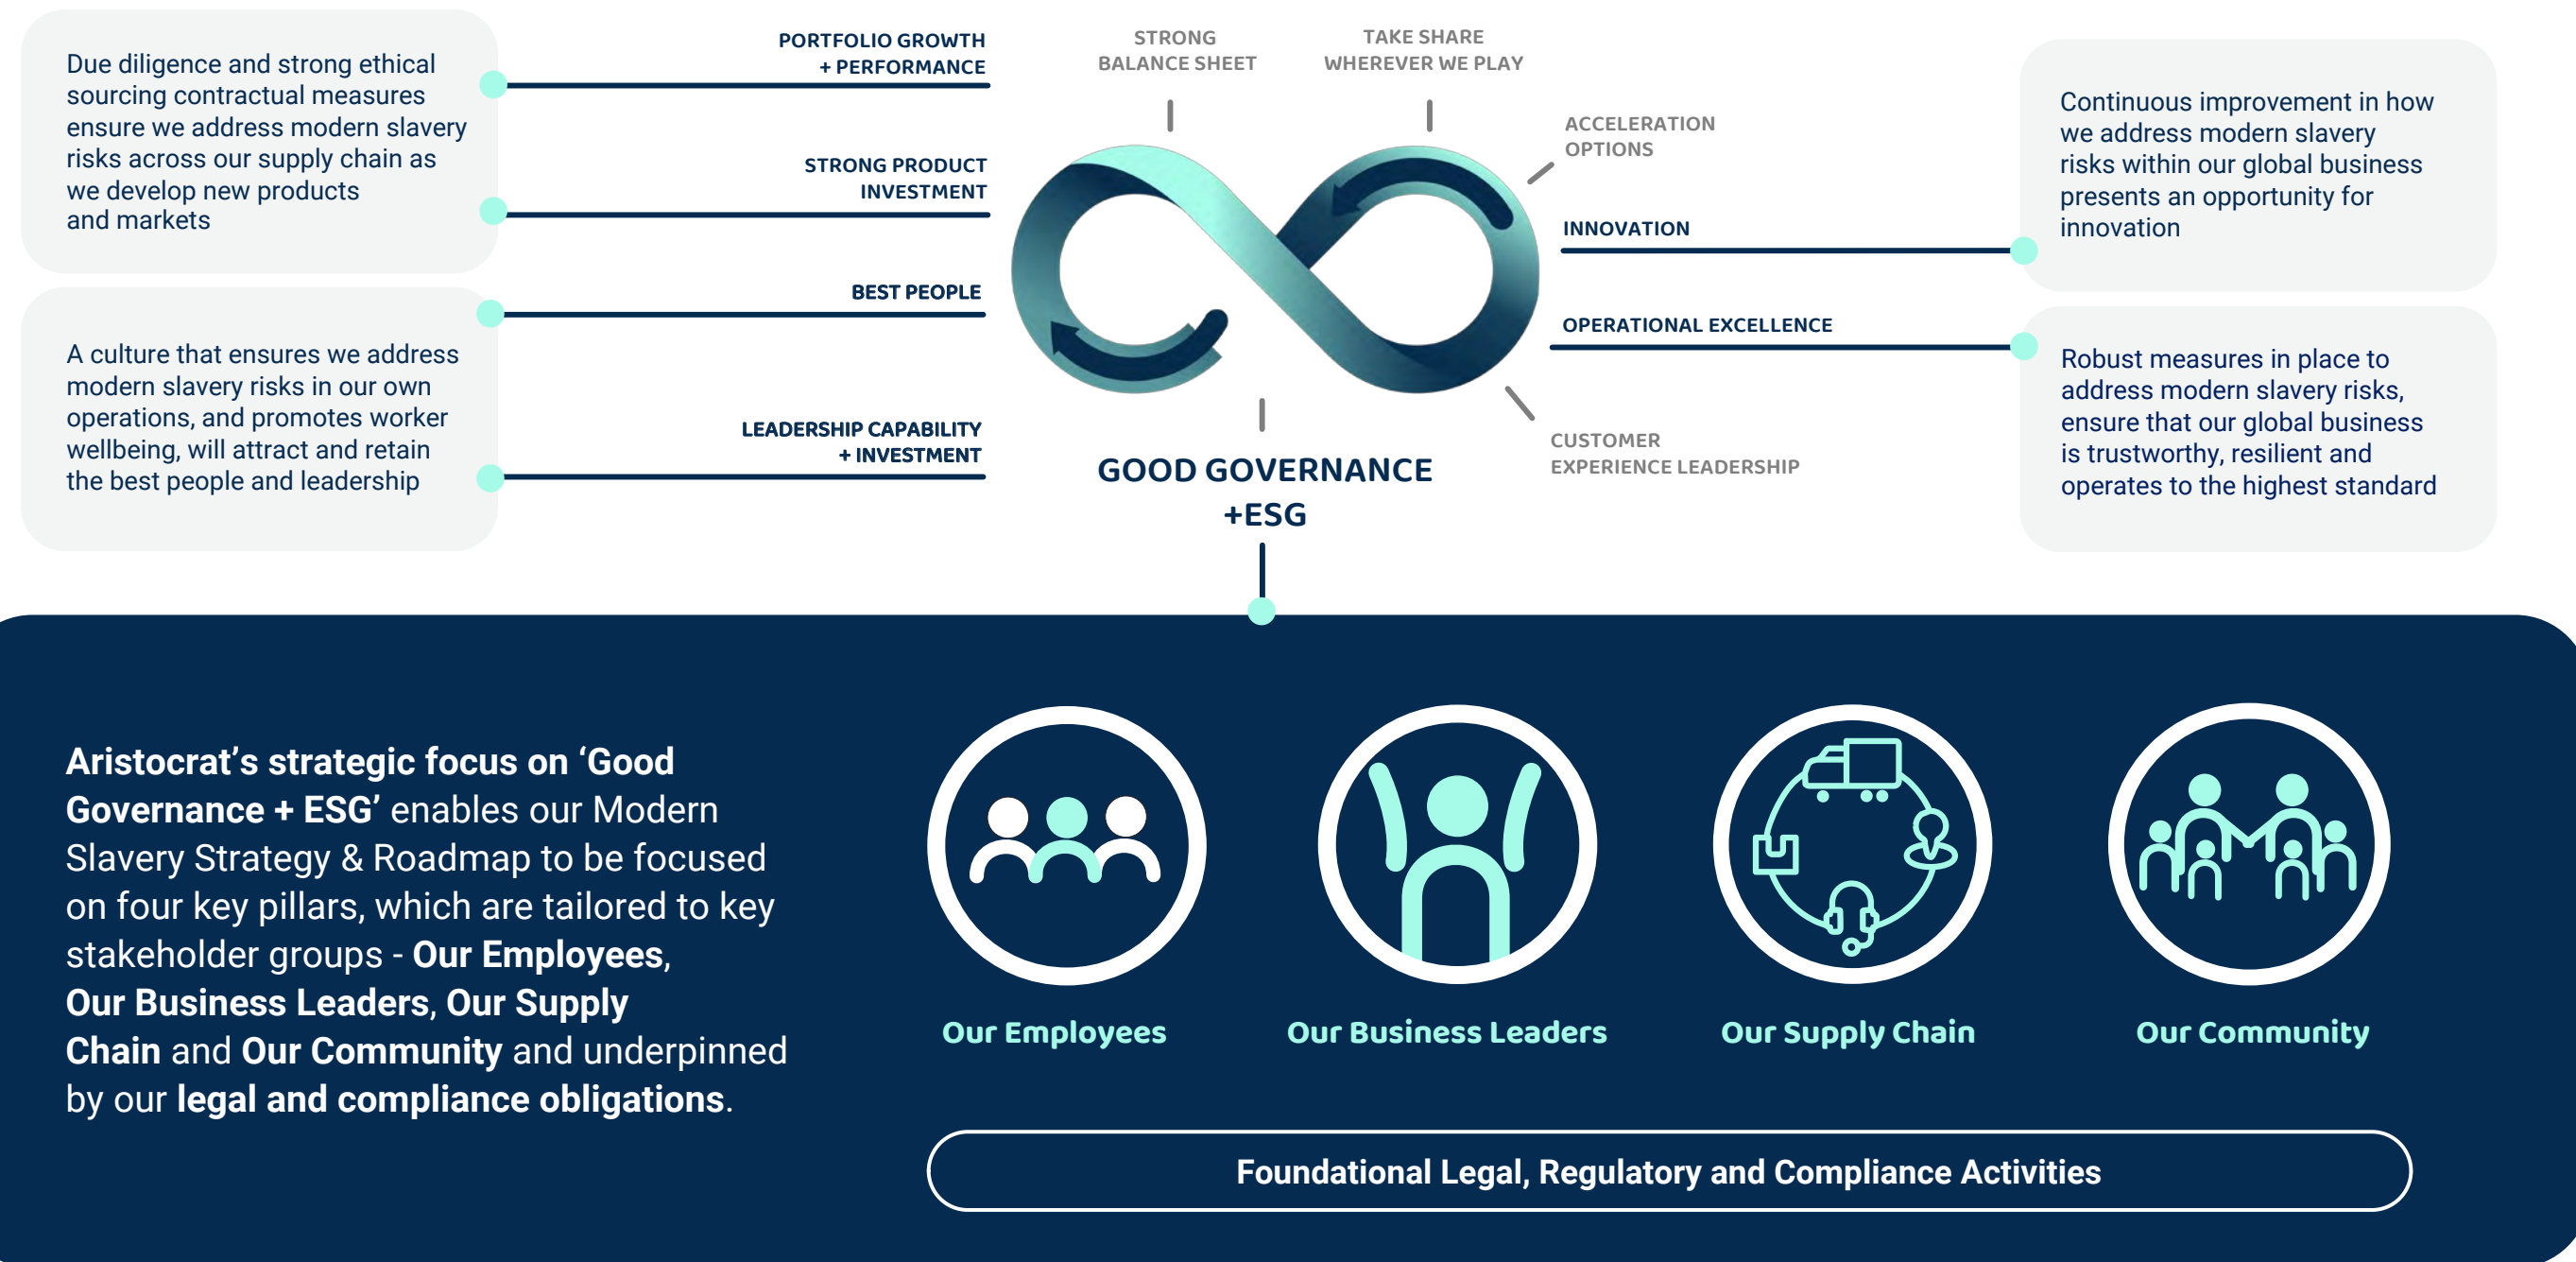 Due diligence and strong ethical
sourcing contractual measures
ensure we address modern slavery
risks across our supply chain as
we develop new products
and markets
A culture that ensures we address
modern slavery risks in our own
operations, and promotes worker
wellbeing, will attract and retain
the best people and leadership
PORTFOLIO GROWTH
+ PERFORMANCE
STRONG PRODUCT
INVESTMENT
BEST PEOPLE
LEADERSHIP CAPABILITY
+ INVESTMENT
STRONG
BALANCE SHEET
TAKE SHARE
WHEREVER WE PLAY
ACCELERATION
OPTIONS
INNOVATION
OPERATIONAL EXCELLENCE
CUSTOMER
EXPERIENCE LEADERSHIP
GOOD GOVERNANCE
+ESG
Continuous improvement in how
we address modern slavery
risks within our global business
presents an opportunity for
innovation
Robust measures in place to
address modern slavery risks,
ensure that our global business
is trustworthy, resilient and
operates to the highest standard
Aristocrat’s strategic focus on ‘Good
Governance + ESG’ enables our Modern
Slavery Strategy & Roadmap to be focused
on four key pillars, which are tailored to key
stakeholder groups - Our Employees,
Our Business Leaders, Our Supply
Chain and Our Community and underpinned
by our legal and compliance obligations.
Our Employees
Our Business Leaders
Our Supply Chain
Our Community
Foundational Legal, Regulatory and Compliance Activities